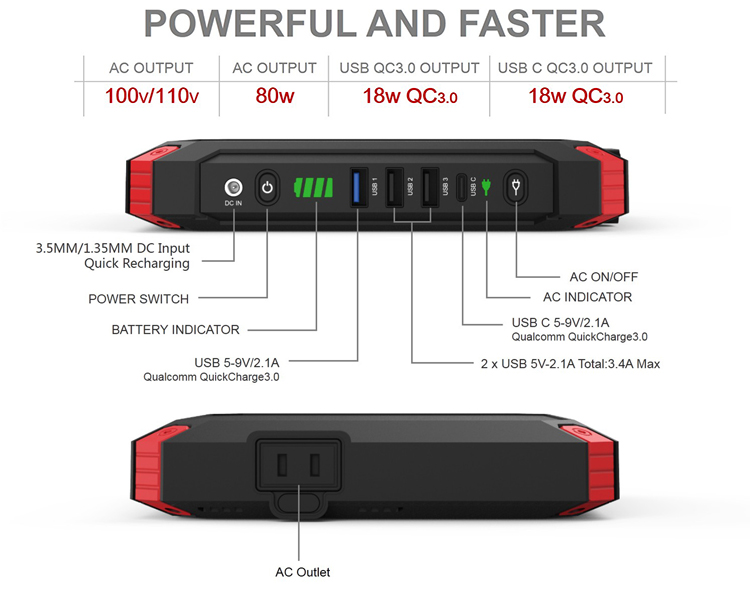 POWERFUL AND FASTER
AC OUTPUT
AC OUTPUT
USB QC3.0 OUTPUT
USB C QC3.0 OUTPUT
100V/110V
80W
18W QC3.0
18W QC3.0
DC IN
USB 1
USB 2
USB 3
USB C
3.5MM/1.35MM DC Input
Quick Recharging
POWER SWITCH
BATTERY INDICATOR
USB 5-9V/2.1A
Qualcomm QuickCharge3.0
AC ON/OFF
AC INDICATOR
USB C 5-9V/2.1A
Qualcomm QuickCharge3.0
2 x USB 5V-2.1A Total:3.4A Max
AC Outlet